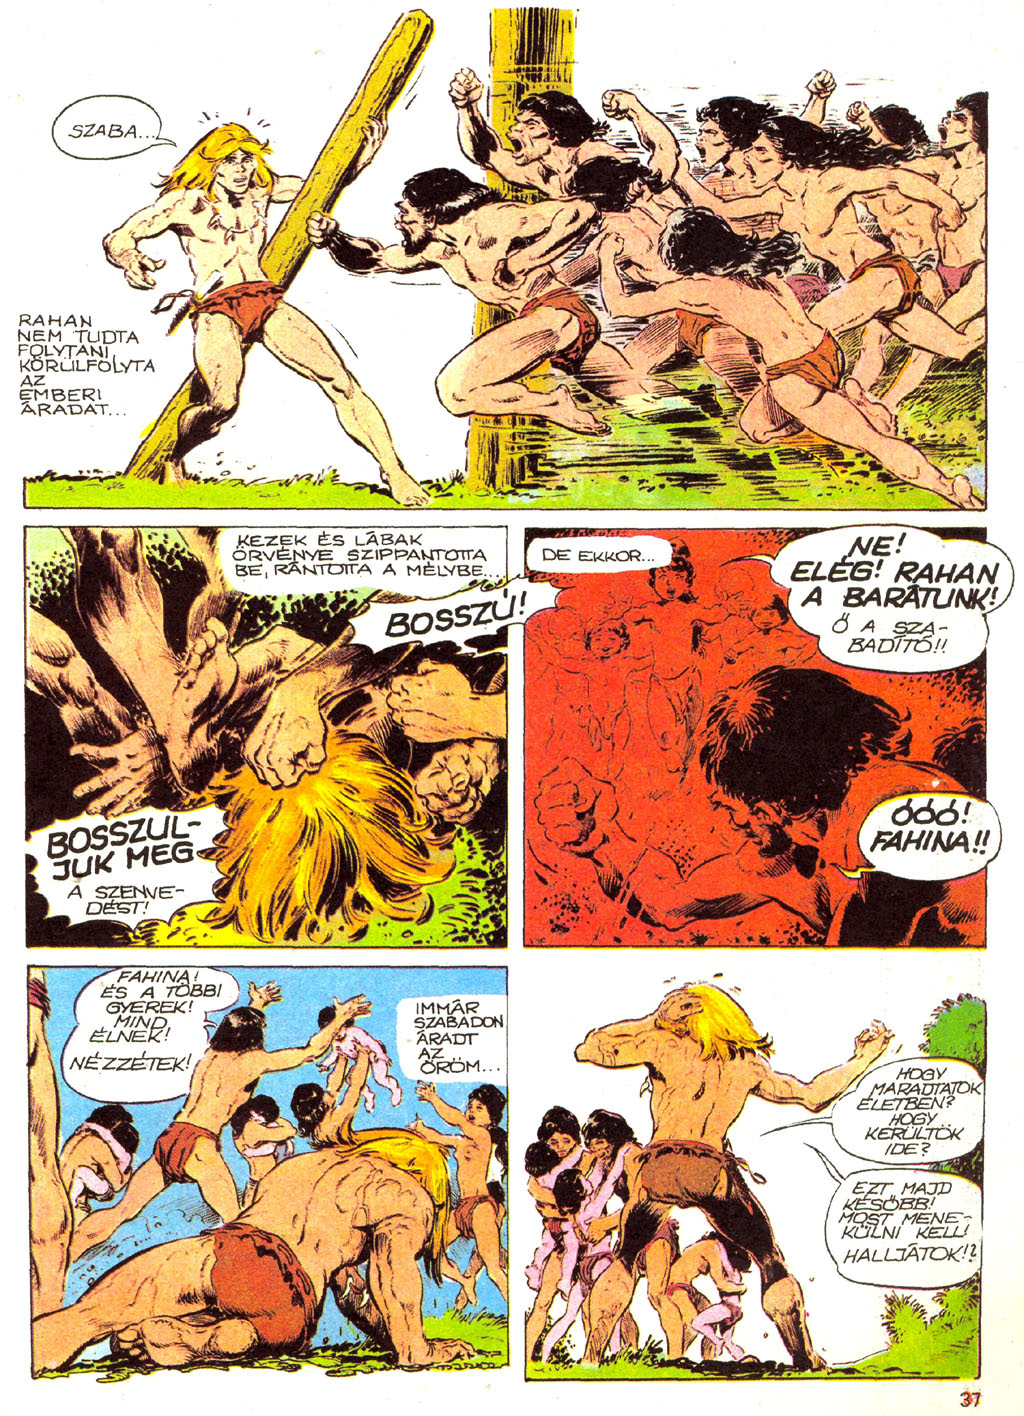 SZABA...
RAHAN
NEM TUDTA
FOLYTANI,
KÖRÜLFOLYTA
AZ
EMBERI
ÁRADAT...
KEZEK ÉS LÁBAK
ÖRVÉNYE SZIPPANTOTTA
BE, RÁNTOTTA A MÉLYBE...
BOSSZÚ!
BOSSZUL-
JUK MEG
A SZENVE-
DÉST!
DE EKKOR...
NE!
ELÉG! RAHAN
A BARÁTUNK!
Ő A SZA-
BADÍTÓ!!
ÓÓÓ!
FAHINA!!
FAHINA!
ÉS A TÖBBI
GYEREK!
MIND
ÉLNEK!
NÉZZÉTEK!
IMMÁR
SZABADON
ÁRADT
AZ
ÖRÖM...
HOGY
MARADTATOK
ÉLETBEN?
HOGY
KERÜLTÖK
IDE?
EZT MAJD
KÉSŐBB!
MOST MENE-
KÜLNI KELL!
HALLJÁTOK!?
37